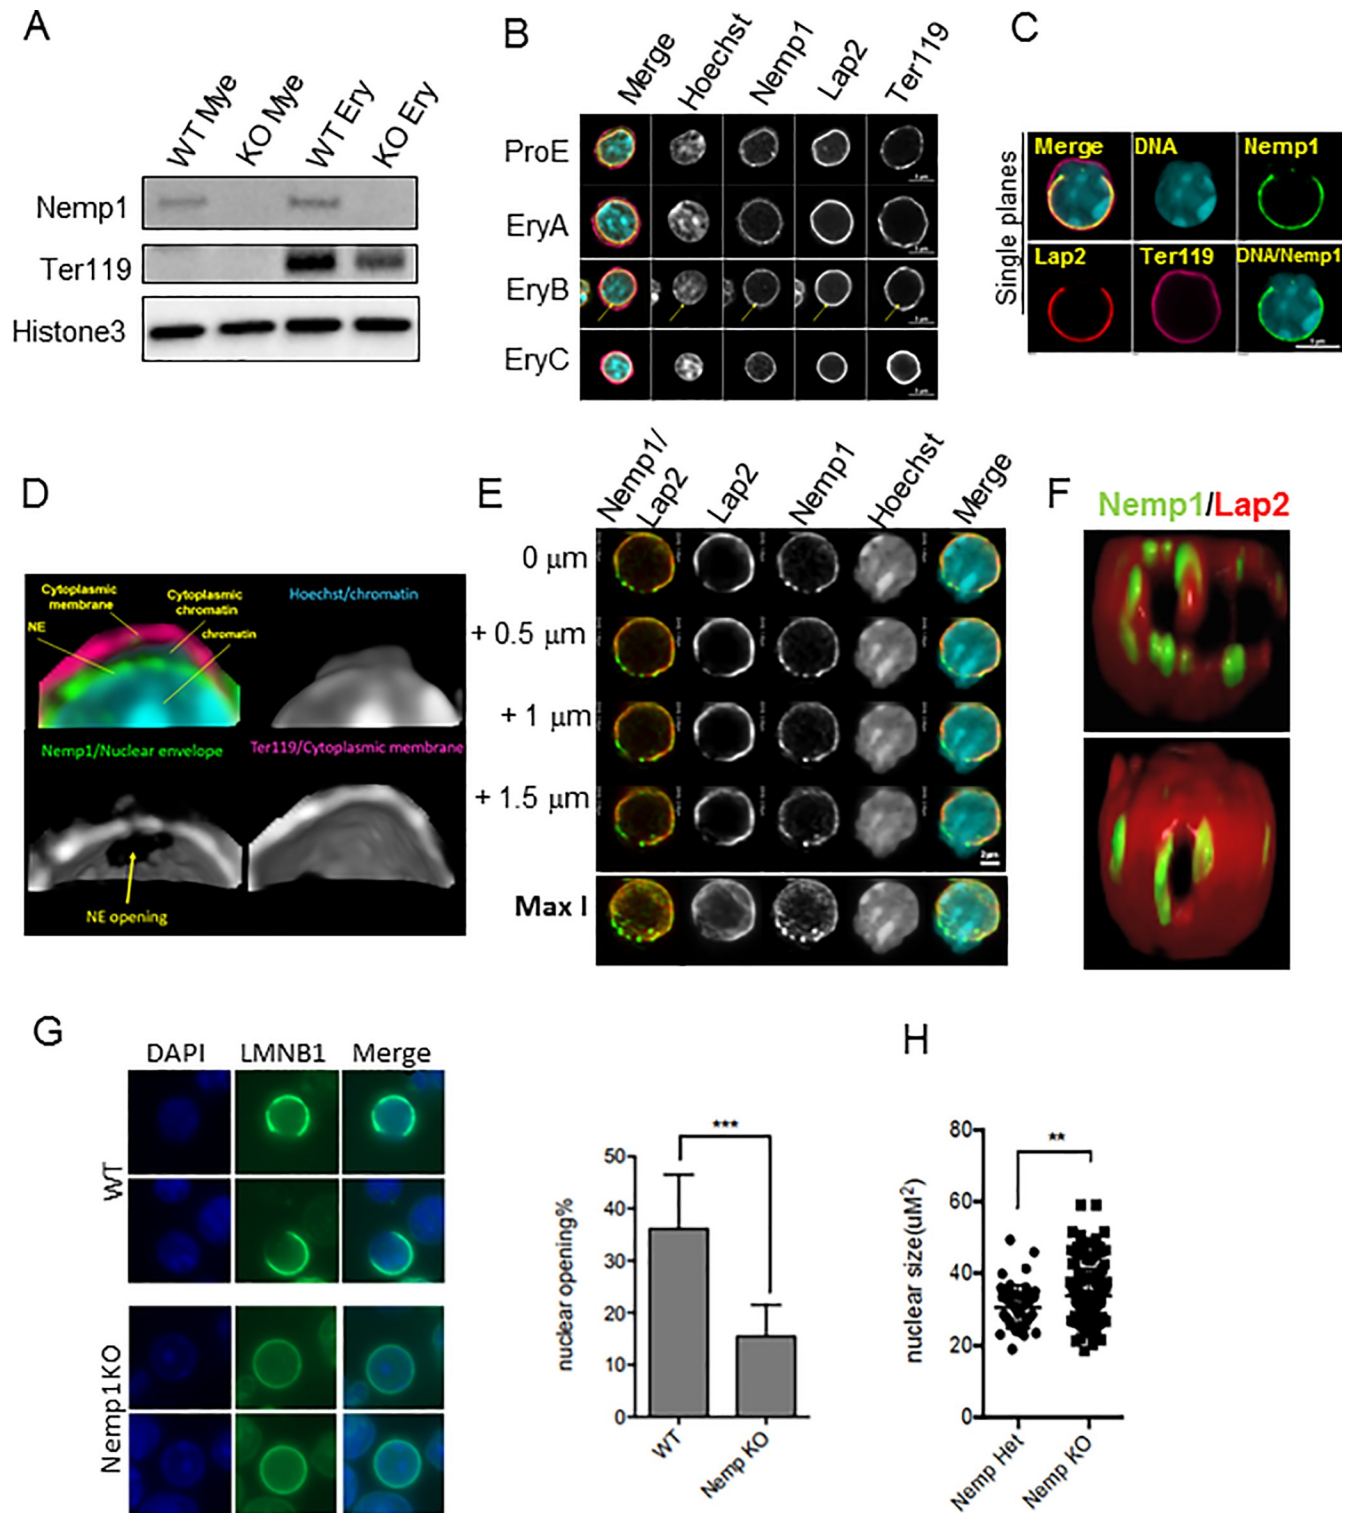 A
WT Mye
KO Mye
WT Ery
KO Ery
Nemp1
Ter119
Histone3
B
Merge
Hoechst
Nemp1
Lap2
Ter119
ProE
EryA
EryB
EryC
C
Single planes
Merge
DNA
Nemp1
Lap2
Ter119
DNA/Nemp1
D
Cytoplasmic
membrane
Cytoplasmic
chromatin
NE
chromatin
Hoechst/chromatin
Nemp1/Nuclear envelope
Ter119/Cytoplasmic membrane
NE opening
E
Nemp1/
Lap2
Lap2
Nemp1
Hoechst
Merge
0 μm
+ 0.5 μm
+ 1 μm
+ 1.5 μm
2μm
Max I
F
Nemp1/Lap2
G
DAPI
LMNB1
Merge
WT
Nemp1KO
nuclear opening%
50
40
30
20
10
0
***
WT
Nemp KO
H
nuclear size(uM²)
80
60
40
20
0
**
Nemp Het
Nemp KO